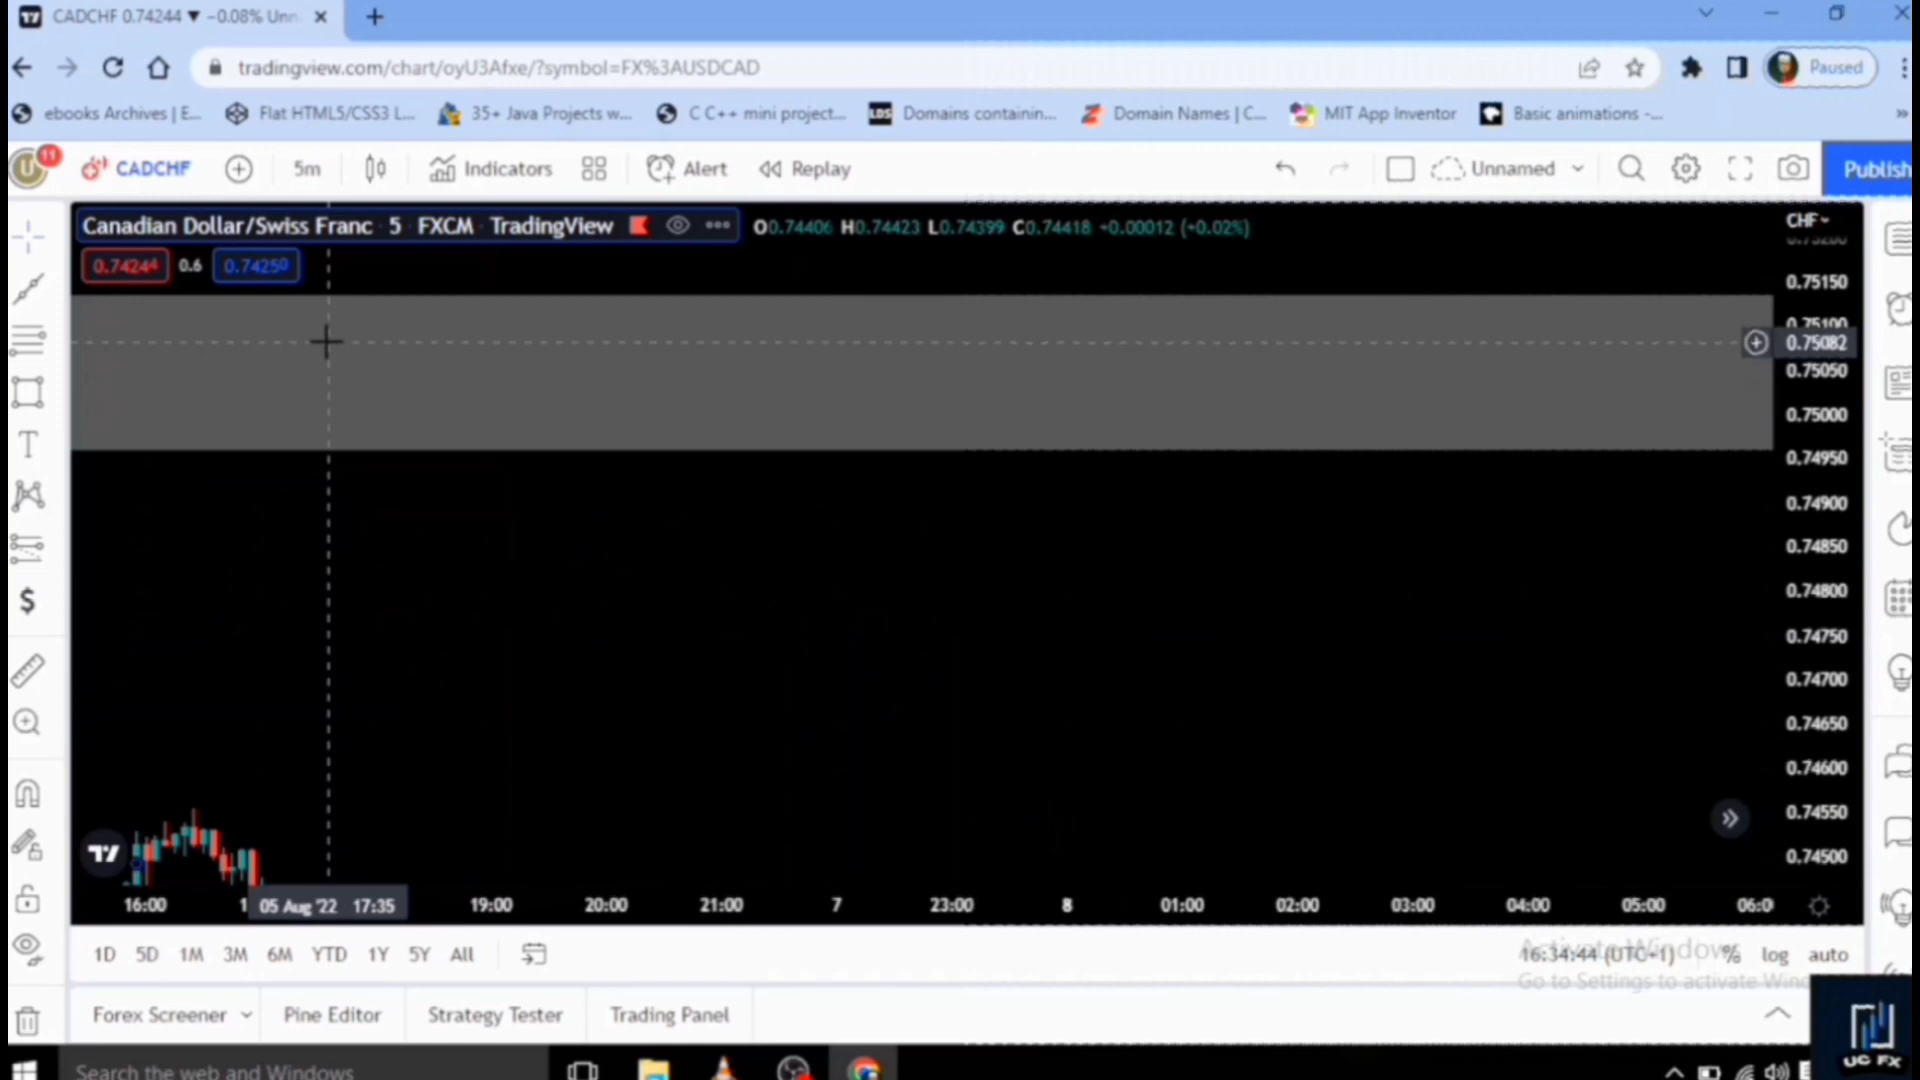 CADCHF 0.74244 ▼ −0.08% Unn
tradingview.com/chart/oyU3Afxe/?symbol=FX%3AUSDCAD
Paused
ebooks Archives | E...
Flat HTML5/CSS3 L...
35+ Java Projects w...
C C++ mini project...
Domains containin...
Domain Names | C...
MIT App Inventor
Basic animations -...
»
U
11
CADCHF
5m
Indicators
Alert
Replay
Unnamed
Publish
Canadian Dollar/Swiss Franc · 5 · FXCM · TradingView
O0.74406 H0.74423 L0.74399 C0.74418 +0.00012 (+0.02%)
CHF
0.74244
0.6
0.74250
0.75150
0.75100
0.75082
0.75050
0.75000
0.74950
0.74900
0.74850
0.74800
0.74750
0.74700
0.74650
0.74600
0.74550
0.74500
T
$
16:00
1
05 Aug '22 17:35
19:00
20:00
21:00
7
23:00
8
01:00
02:00
03:00
04:00
05:00
06:0
1D 5D 1M 3M 6M YTD 1Y 5Y All
16:34:44 (UTC+1)
% log auto
Activate Windows
Go to Settings to activate Wind
Forex Screener
Pine Editor
Strategy Tester
Trading Panel
Search the web and Windows
UC FX